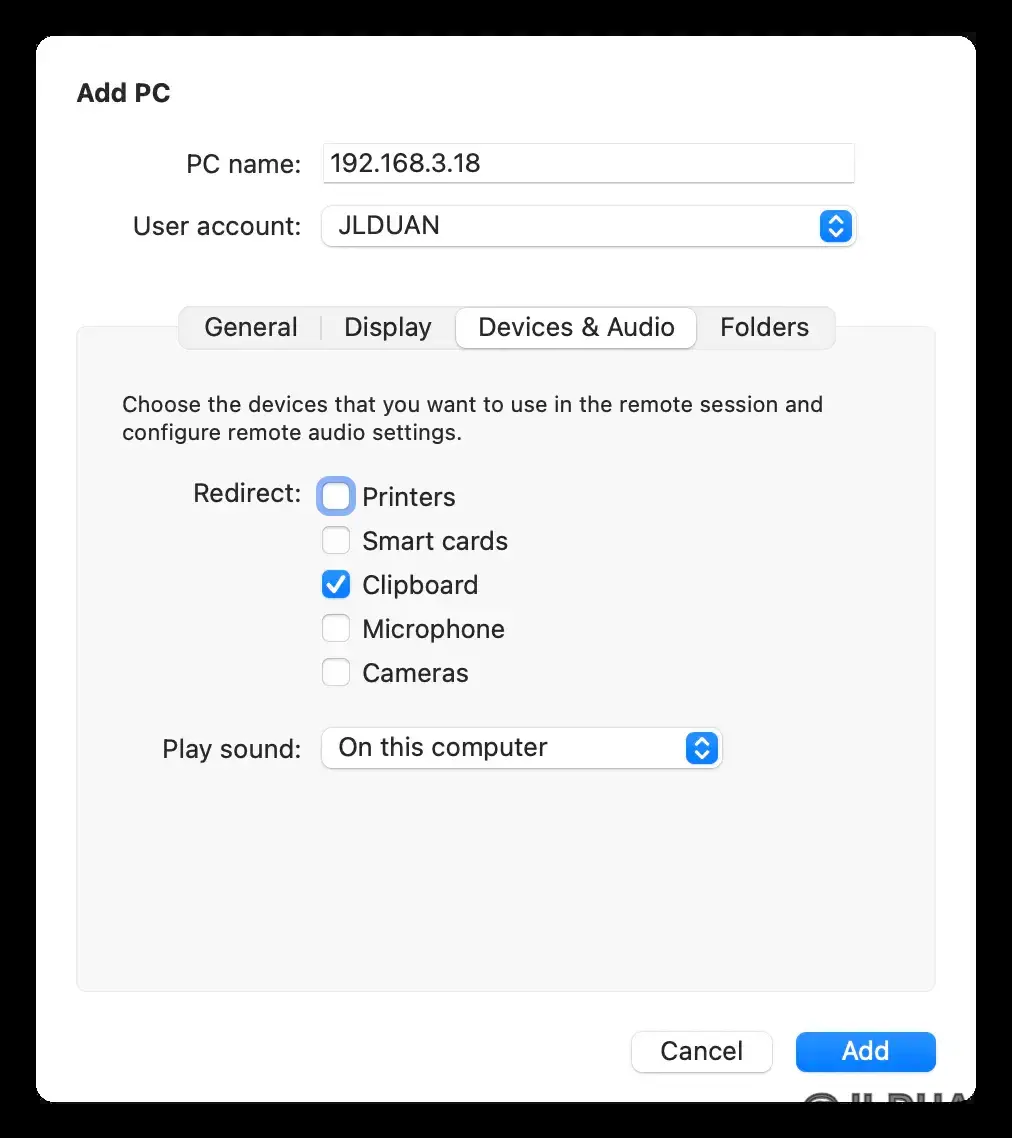 Add PC
PC name: 192.168.3.18
User account: JLDUAN
General Display Devices & Audio Folders
Choose the devices that you want to use in the remote session and
configure remote audio settings.
Redirect: Printers
Smart cards
Clipboard
Microphone
Cameras
Play sound: On this computer
Cancel Add